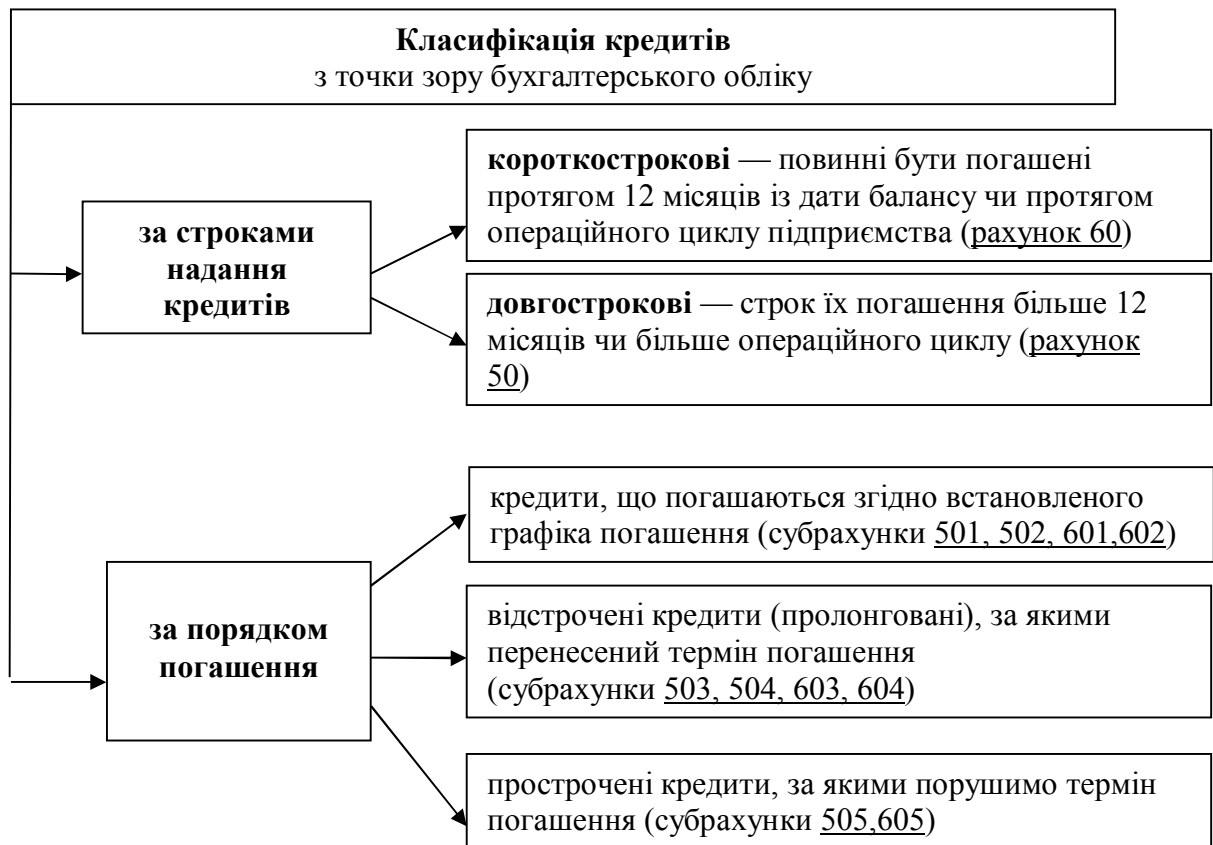 Класифікація кредитів
з точки зору бухгалтерського обліку
короткострокові — повинні бути погашені
протягом 12 місяців із дати балансу чи протягом
операційного циклу підприємства (рахунок 60)
за строками
надання
кредитів
довгострокові — строк їх погашення більше 12
місяців чи більше операційного циклу (рахунок
50)
кредити, що погашаються згідно встановленого
графіка погашення (субрахунки 501, 502, 601,602)
за порядком
погашення
відстрочені кредити (пролонговані), за якими
перенесений термін погашення
(субрахунки 503, 504, 603, 604)
прострочені кредити, за якими порушимо термін
погашення (субрахунки 505,605)